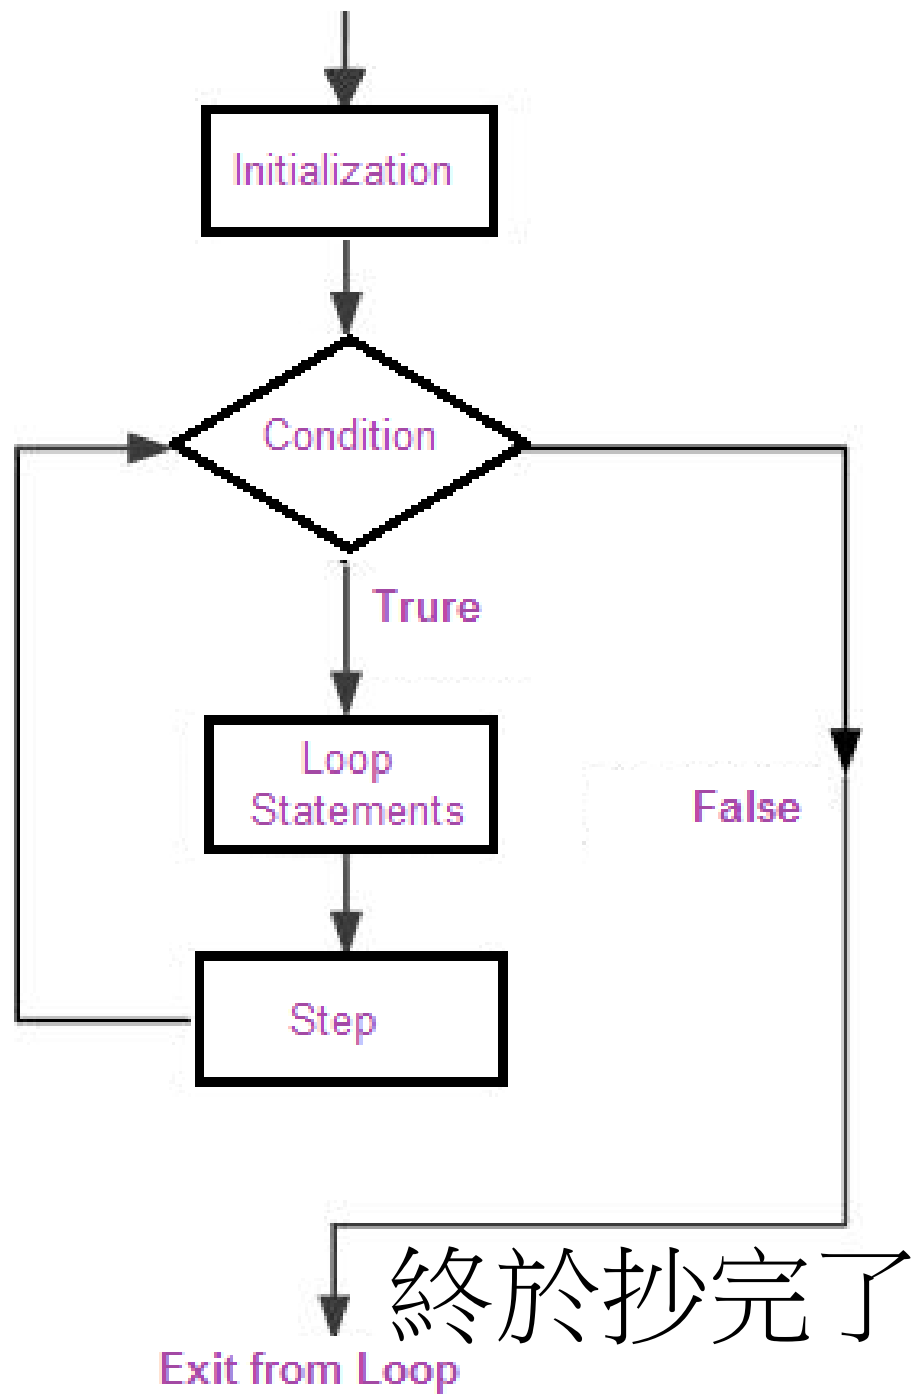 Initialization
Condition
Trure
Loop
Statements
False
Step
終於抄完了
Exit from Loop